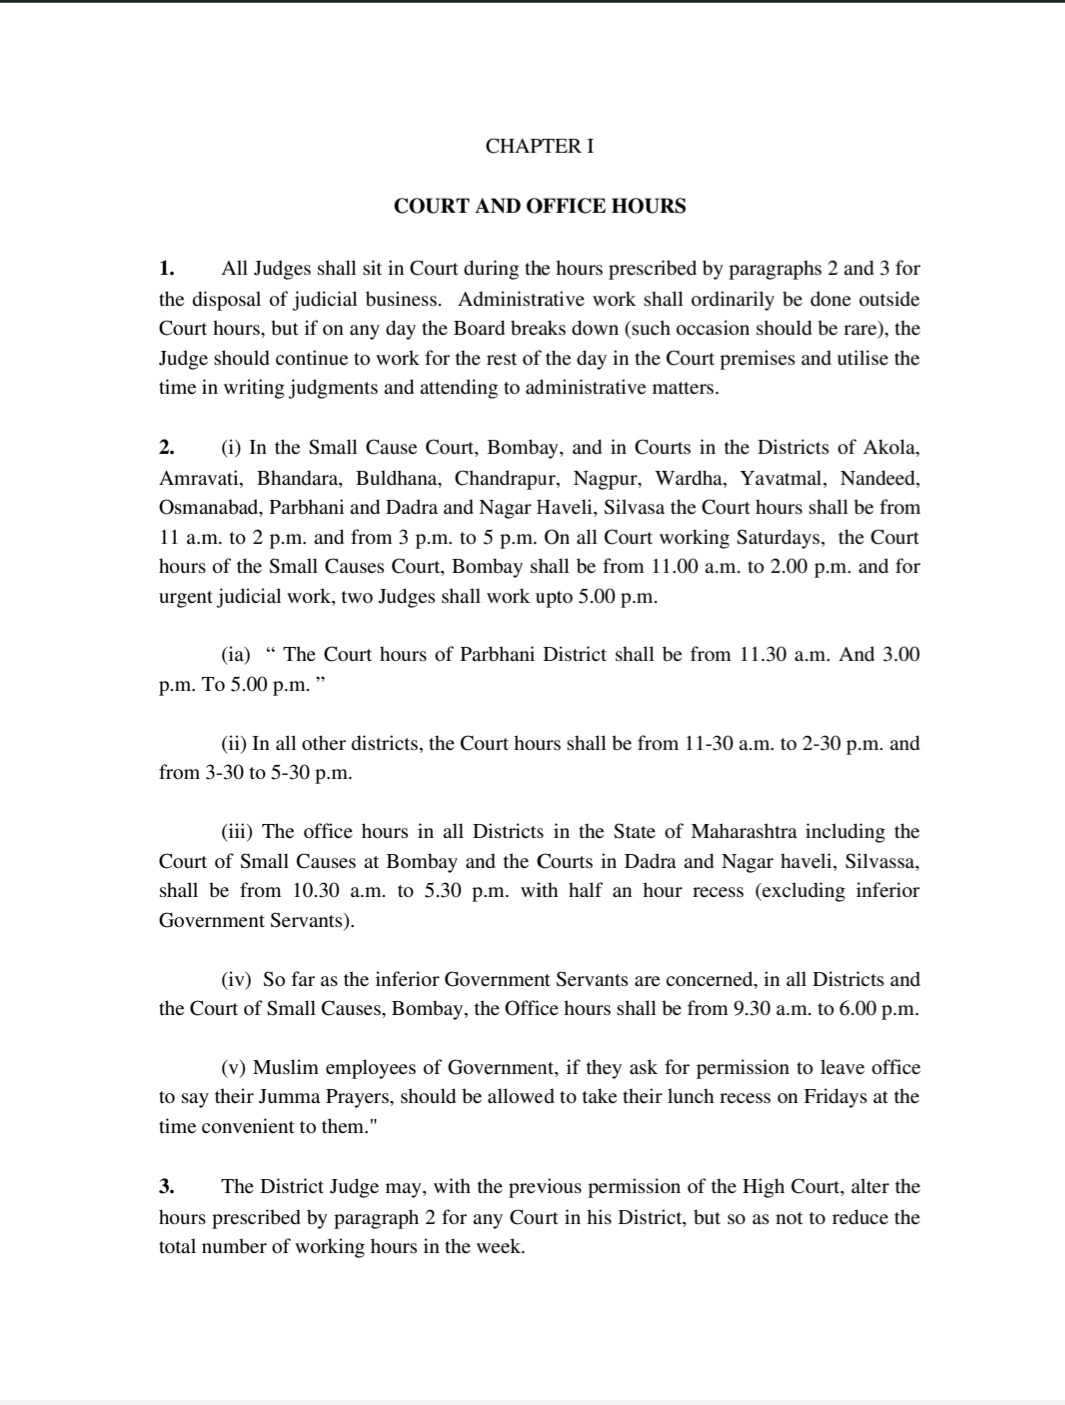 CHAPTER I
COURT AND OFFICE HOURS
1. All Judges shall sit in Court during the hours prescribed by paragraphs 2 and 3 for
the disposal of judicial business. Administrative work shall ordinarily be done outside
Court hours, but if on any day the Board breaks down (such occasion should be rare), the
Judge should continue to work for the rest of the day in the Court premises and utilise the
time in writing judgments and attending to administrative matters.
2. (i) In the Small Cause Court, Bombay, and in Courts in the Districts of Akola,
Amravati, Bhandara, Buldhana, Chandrapur, Nagpur, Wardha, Yavatmal, Nandeed,
Osmanabad, Parbhani and Dadra and Nagar Haveli, Silvasa the Court hours shall be from
11 a.m. to 2 p.m. and from 3 p.m. to 5 p.m. On all Court working Saturdays, the Court
hours of the Small Causes Court, Bombay shall be from 11.00 a.m. to 2.00 p.m. and for
urgent judicial work, two Judges shall work upto 5.00 p.m.
(ia) “ The Court hours of Parbhani District shall be from 11.30 a.m. And 3.00
p.m. To 5.00 p.m. ”
(ii) In all other districts, the Court hours shall be from 11-30 a.m. to 2-30 p.m. and
from 3-30 to 5-30 p.m.
(iii) The office hours in all Districts in the State of Maharashtra including the
Court of Small Causes at Bombay and the Courts in Dadra and Nagar haveli, Silvassa,
shall be from 10.30 a.m. to 5.30 p.m. with half an hour recess (excluding inferior
Government Servants).
(iv) So far as the inferior Government Servants are concerned, in all Districts and
the Court of Small Causes, Bombay, the Office hours shall be from 9.30 a.m. to 6.00 p.m.
(v) Muslim employees of Government, if they ask for permission to leave office
to say their Jumma Prayers, should be allowed to take their lunch recess on Fridays at the
time convenient to them."
3. The District Judge may, with the previous permission of the High Court, alter the
hours prescribed by paragraph 2 for any Court in his District, but so as not to reduce the
total number of working hours in the week.